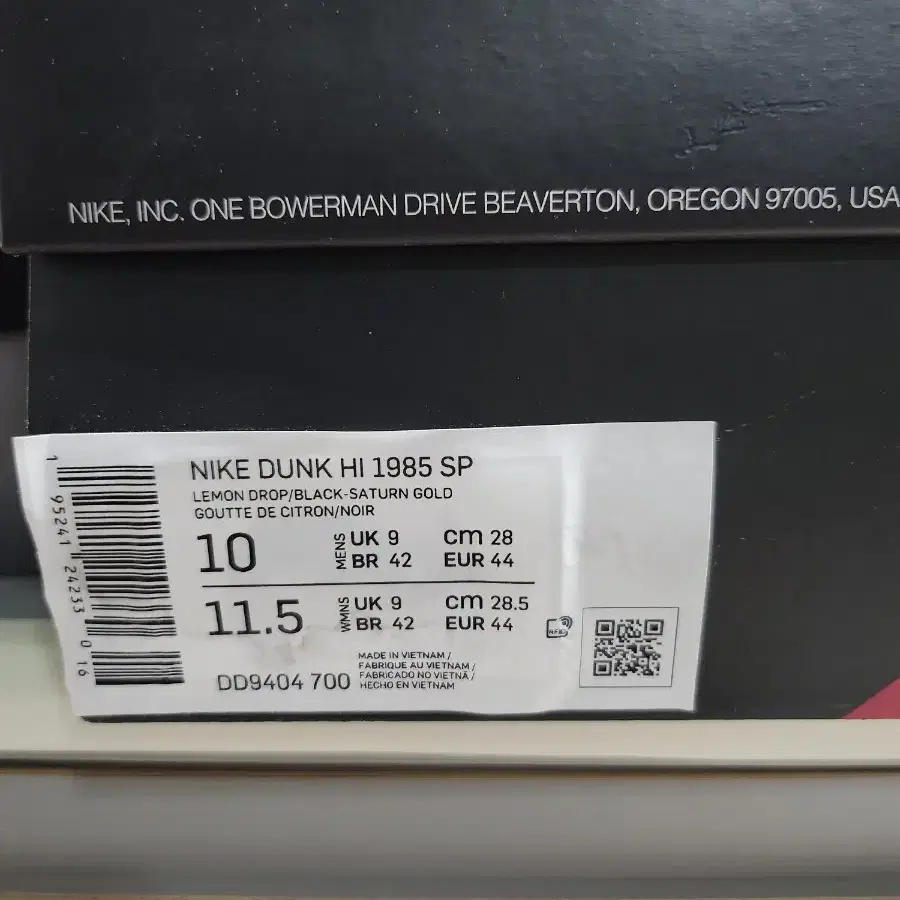 NIKE, INC. ONE BOWERMAN DRIVE BEAVERTON, OREGON 97005, USA
NIKE DUNK HI 1985 SP
LEMON DROP/BLACK-SATURN GOLD
GOUTTE DE CITRON/NOIR
10 MENS UK 9 cm 28
BR 42 EUR 44
11.5 WMNS UK 9 cm 28.5
BR 42 EUR 44
RFID
DD9404 700
MADE IN VIETNAM /
FABRIQUE AU VIETNAM /
FABRICADO NO VIETNÃ /
HECHO EN VIETNAM
1 95241 24233 016